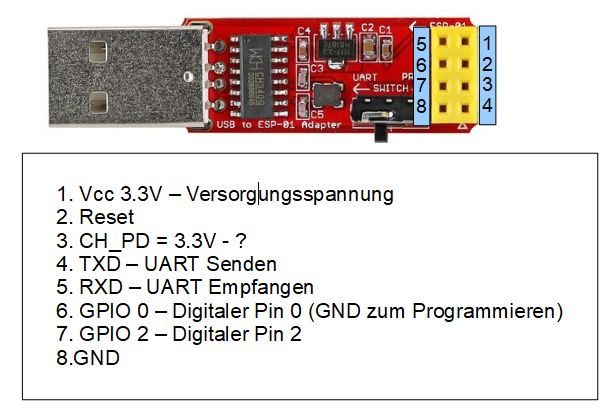 ESP-01
C4
C2
C1
C3
C5
UART
SWITCH
USB to ESP-01 Adapter
CH340G
5
6
7
8
1
2
3
4
1. Vcc 3.3V – Versorgungsspannung
2. Reset
3. CH_PD = 3.3V - ?
4. TXD – UART Senden
5. RXD – UART Empfangen
6. GPIO 0 – Digitaler Pin 0 (GND zum Programmieren)
7. GPIO 2 – Digitaler Pin 2
8.GND